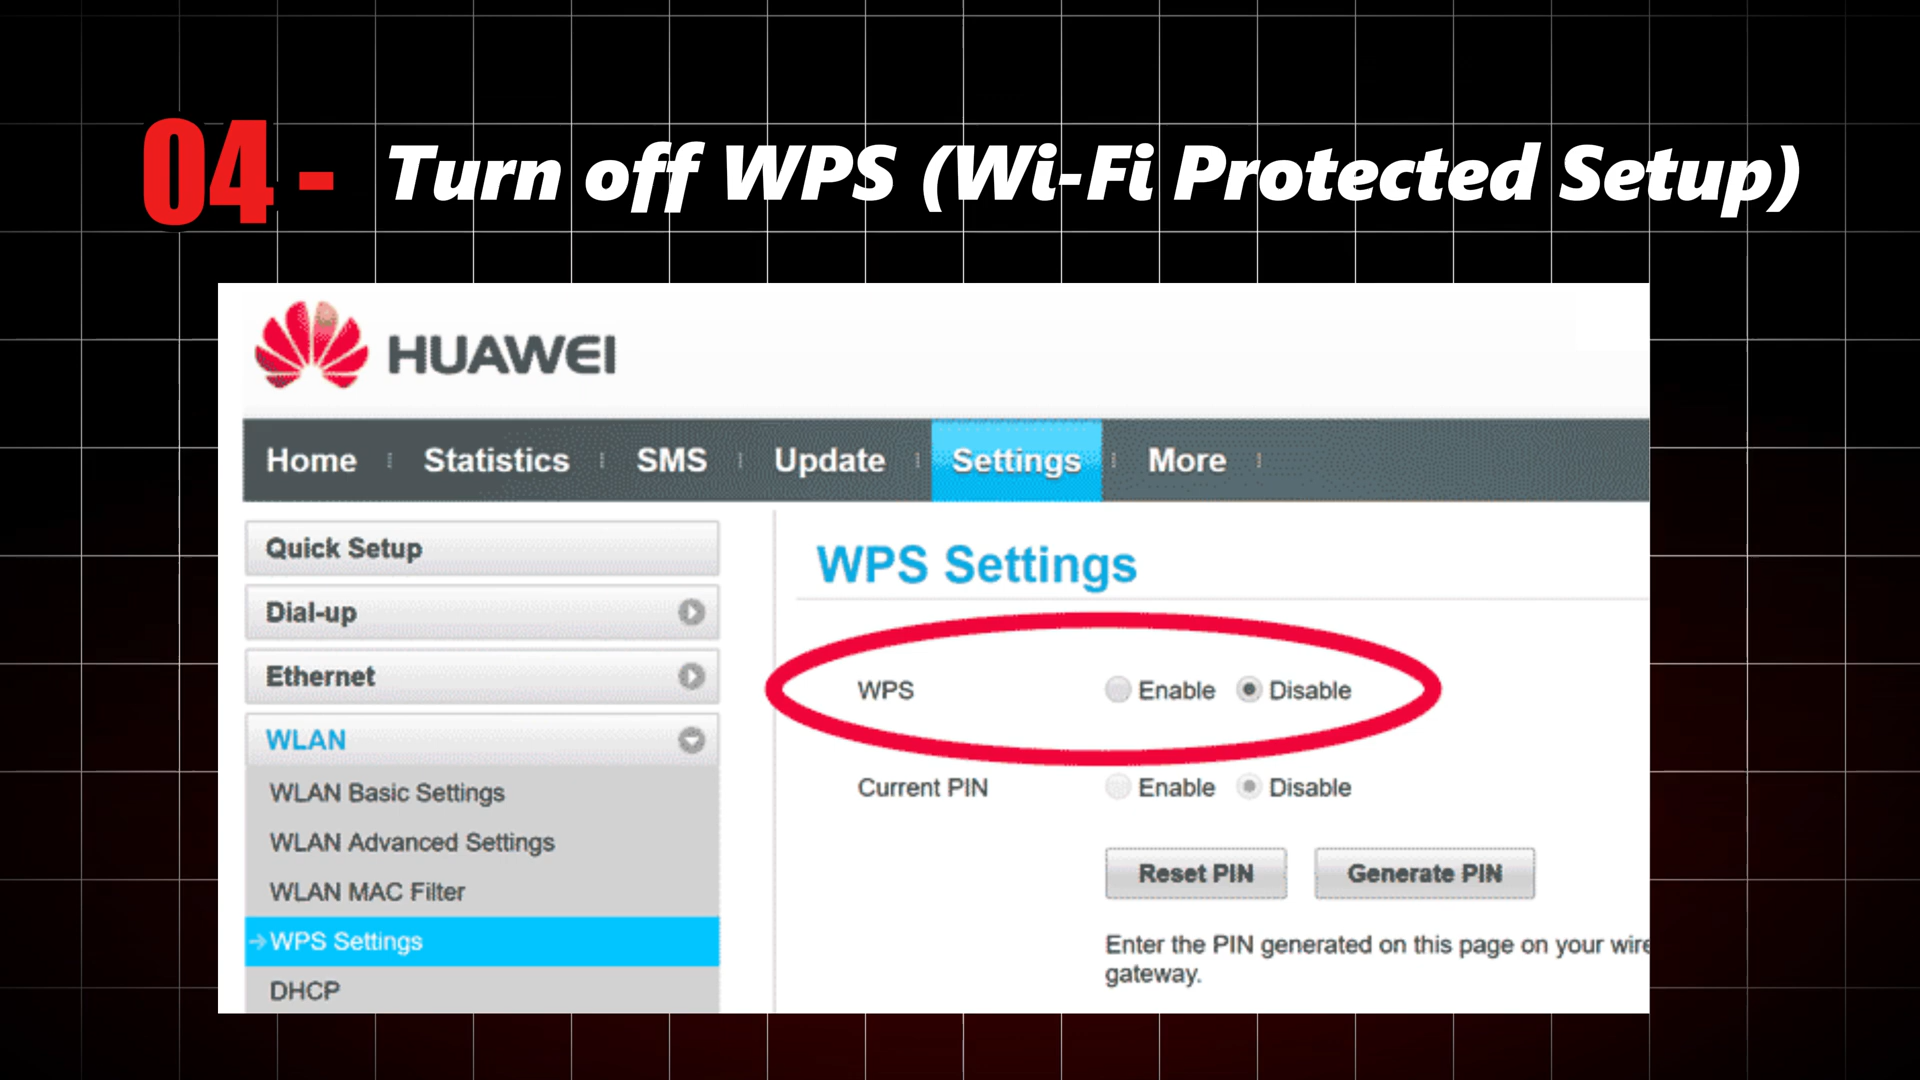 04 - Turn off WPS (Wi-Fi Protected Setup)
HUAWEI
Home Statistics SMS Update Settings More
Quick Setup
Dial-up
Ethernet
WLAN
WLAN Basic Settings
WLAN Advanced Settings
WLAN MAC Filter
WPS Settings
DHCP
WPS Settings
WPS Enable Disable
Current PIN Enable Disable
Reset PIN Generate PIN
Enter the PIN generated on this page on your wire
gateway.